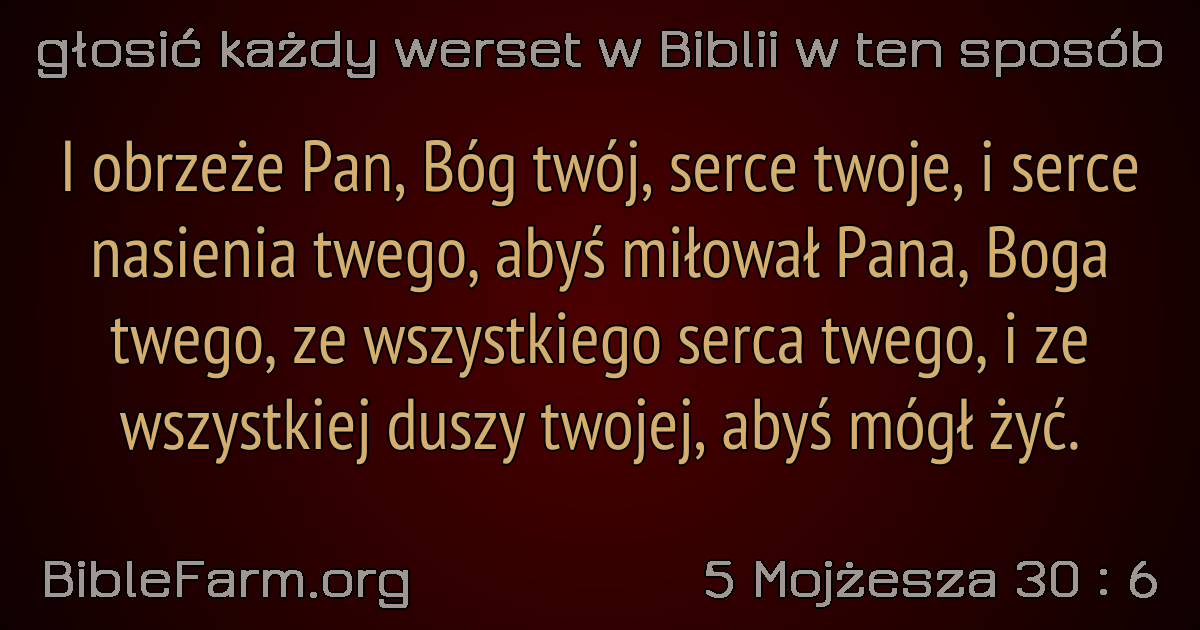 głosić każdy werset w Biblii w ten sposób
I obrzeże Pan, Bóg twój, serce twoje, i serce
nasienia twego, abyś miłował Pana, Boga
twego, ze wszystkiego serca twego, i ze
wszystkiej duszy twojej, abyś mógł żyć.
BibleFarm.org 5 Mojżesza 30 : 6